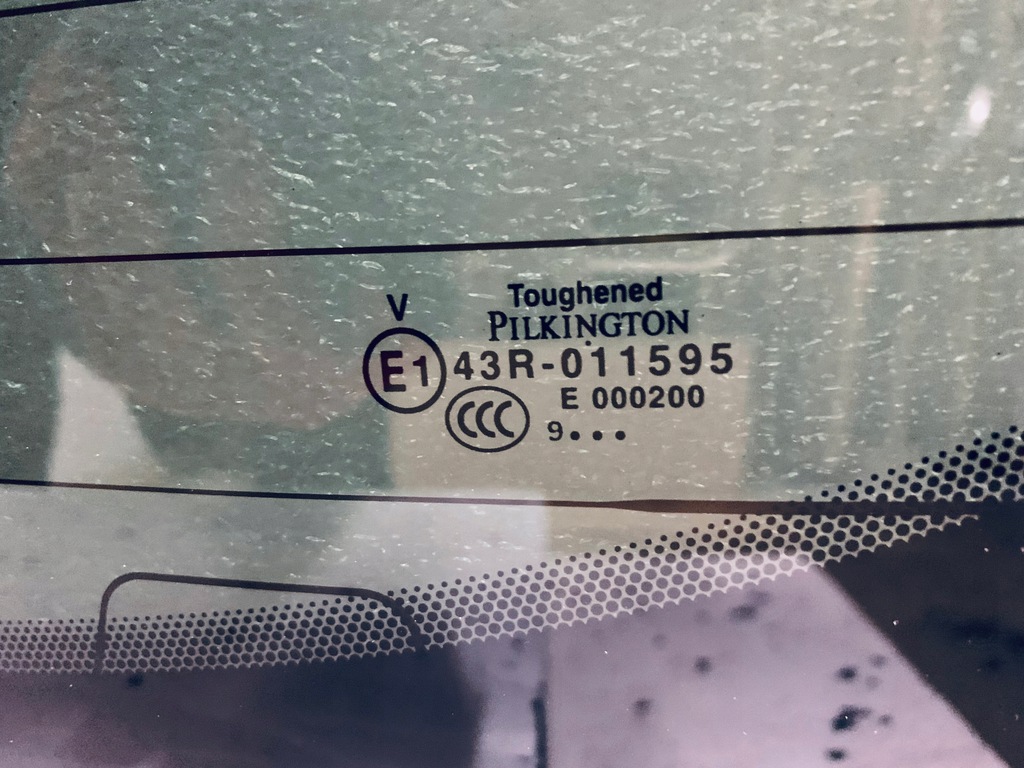 Toughened
V PILKINGTON
E1 43R-011595
E 000200
CCC 9...